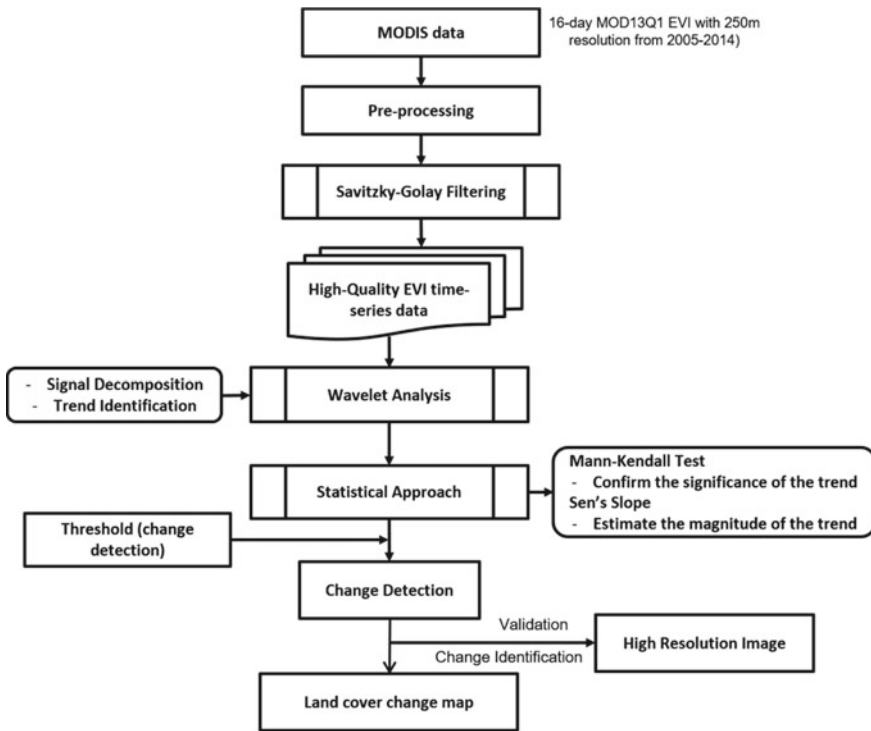 MODIS data
16-day MOD13Q1 EVI with 250m
resolution from 2005-2014)
Pre-processing
Savitzky-Golay Filtering
High-Quality EVI time-
series data
- Signal Decomposition
- Trend Identification
Wavelet Analysis
Statistical Approach
Mann-Kendall Test
- Confirm the significance of the trend
Sen's Slope
- Estimate the magnitude of the trend
Threshold (change
detection)
Change Detection
Validation
Change Identification
High Resolution Image
Land cover change map